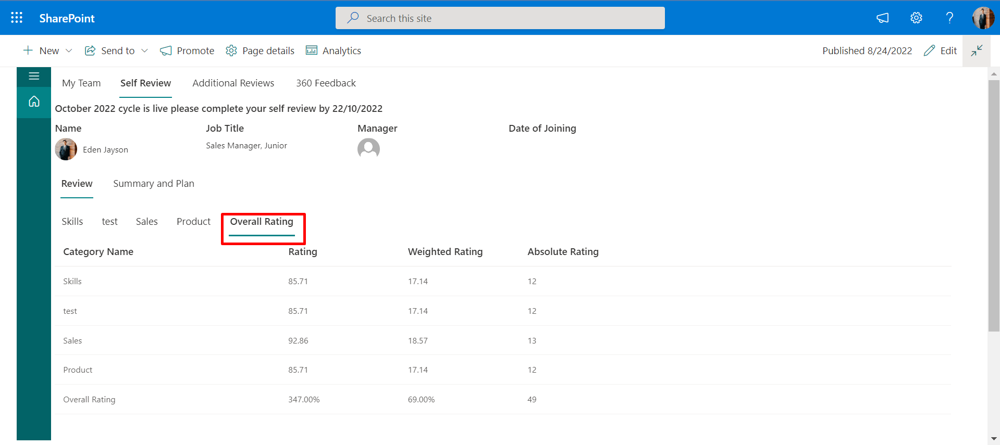 SharePoint
Search this site
New
Send to
Promote
Page details
Analytics
Published 8/24/2022
Edit
My Team
Self Review
Additional Reviews
360 Feedback
October 2022 cycle is live please complete your self review by 22/10/2022
Name
Job Title
Manager
Date of Joining
Eden Jayson
Sales Manager, Junior
Review
Summary and Plan
Skills
test
Sales
Product
Overall Rating
Category Name Rating Weighted Rating Absolute Rating
Skills 85.71 17.14 12
test 85.71 17.14 12
Sales 92.86 18.57 13
Product 85.71 17.14 12
Overall Rating 347.00% 69.00% 49